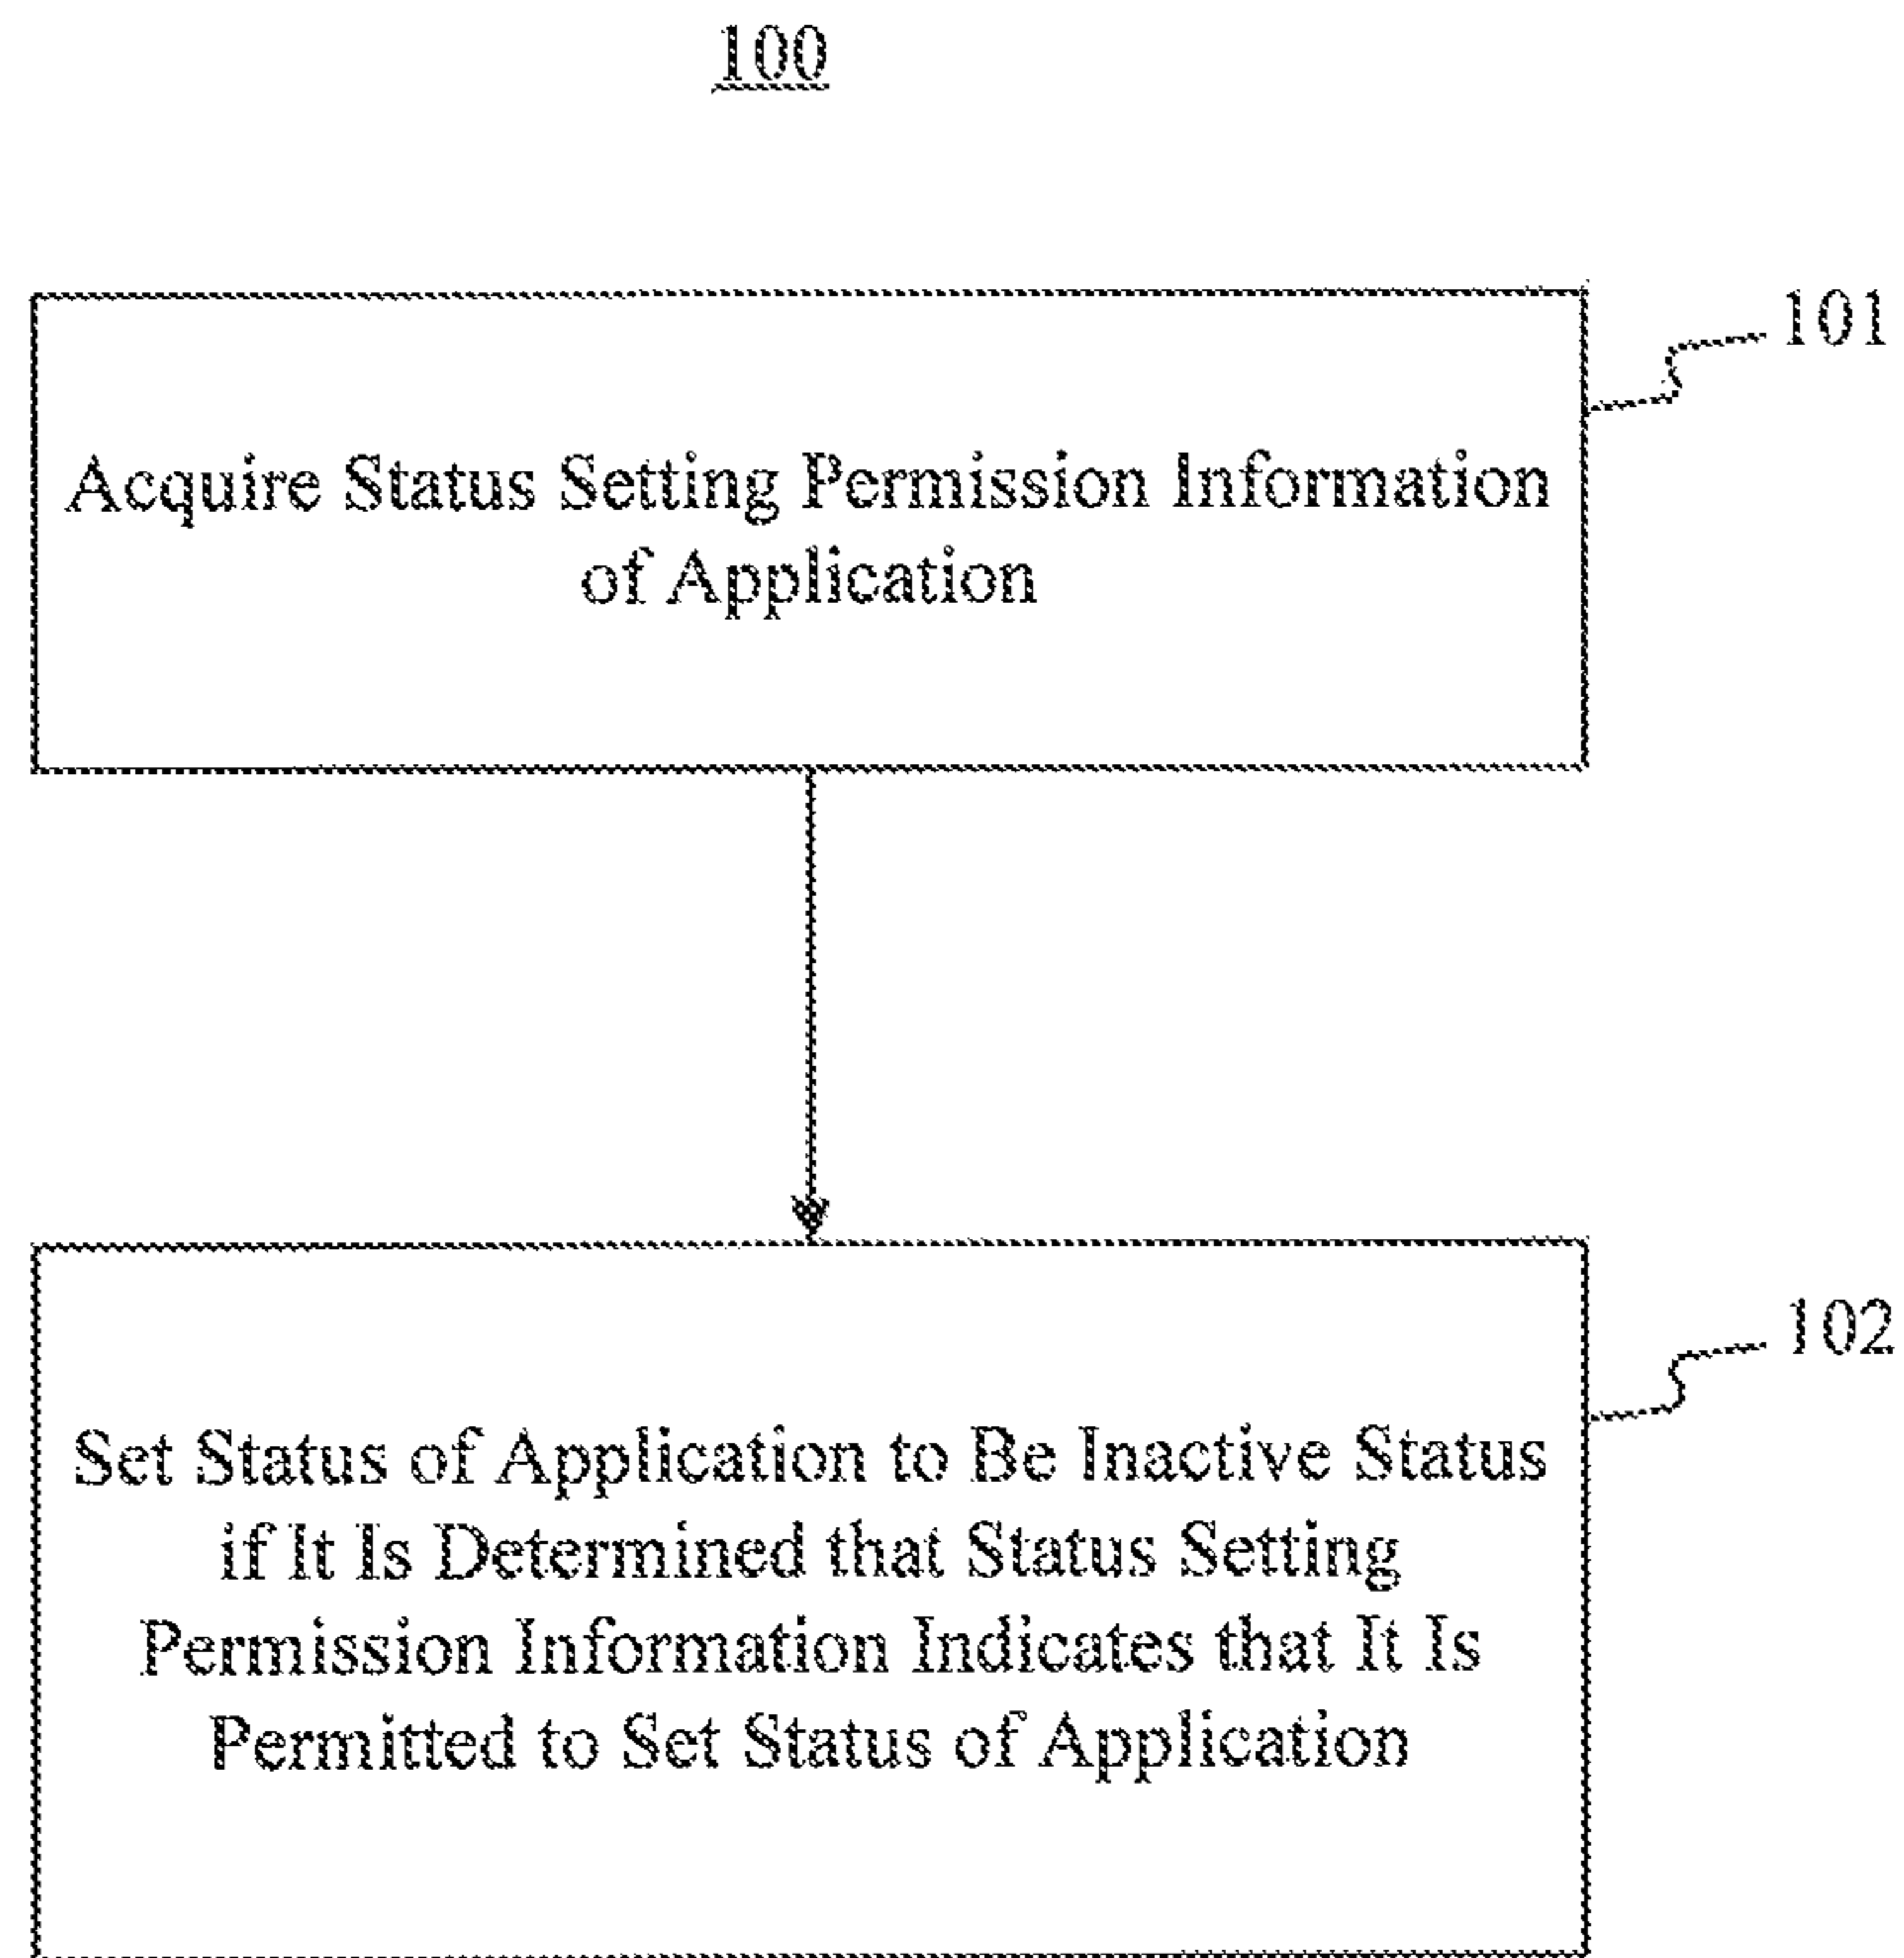 100
101
Acquire Status Setting Permission Information
of Application
102
Set Status of Application to Be Inactive Status
if It Is Determined that Status Setting
Permission Information Indicates that It Is
Permitted to Set Status of Application